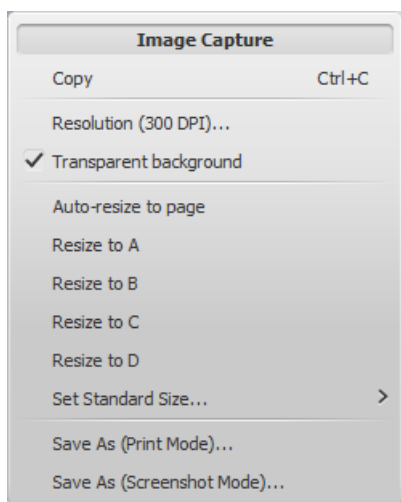 Image Capture
Copy Ctrl+C
Resolution (300 DPI)...
Transparent background
Auto-resize to page
Resize to A
Resize to B
Resize to C
Resize to D
Set Standard Size...
Save As (Print Mode)...
Save As (Screenshot Mode)...